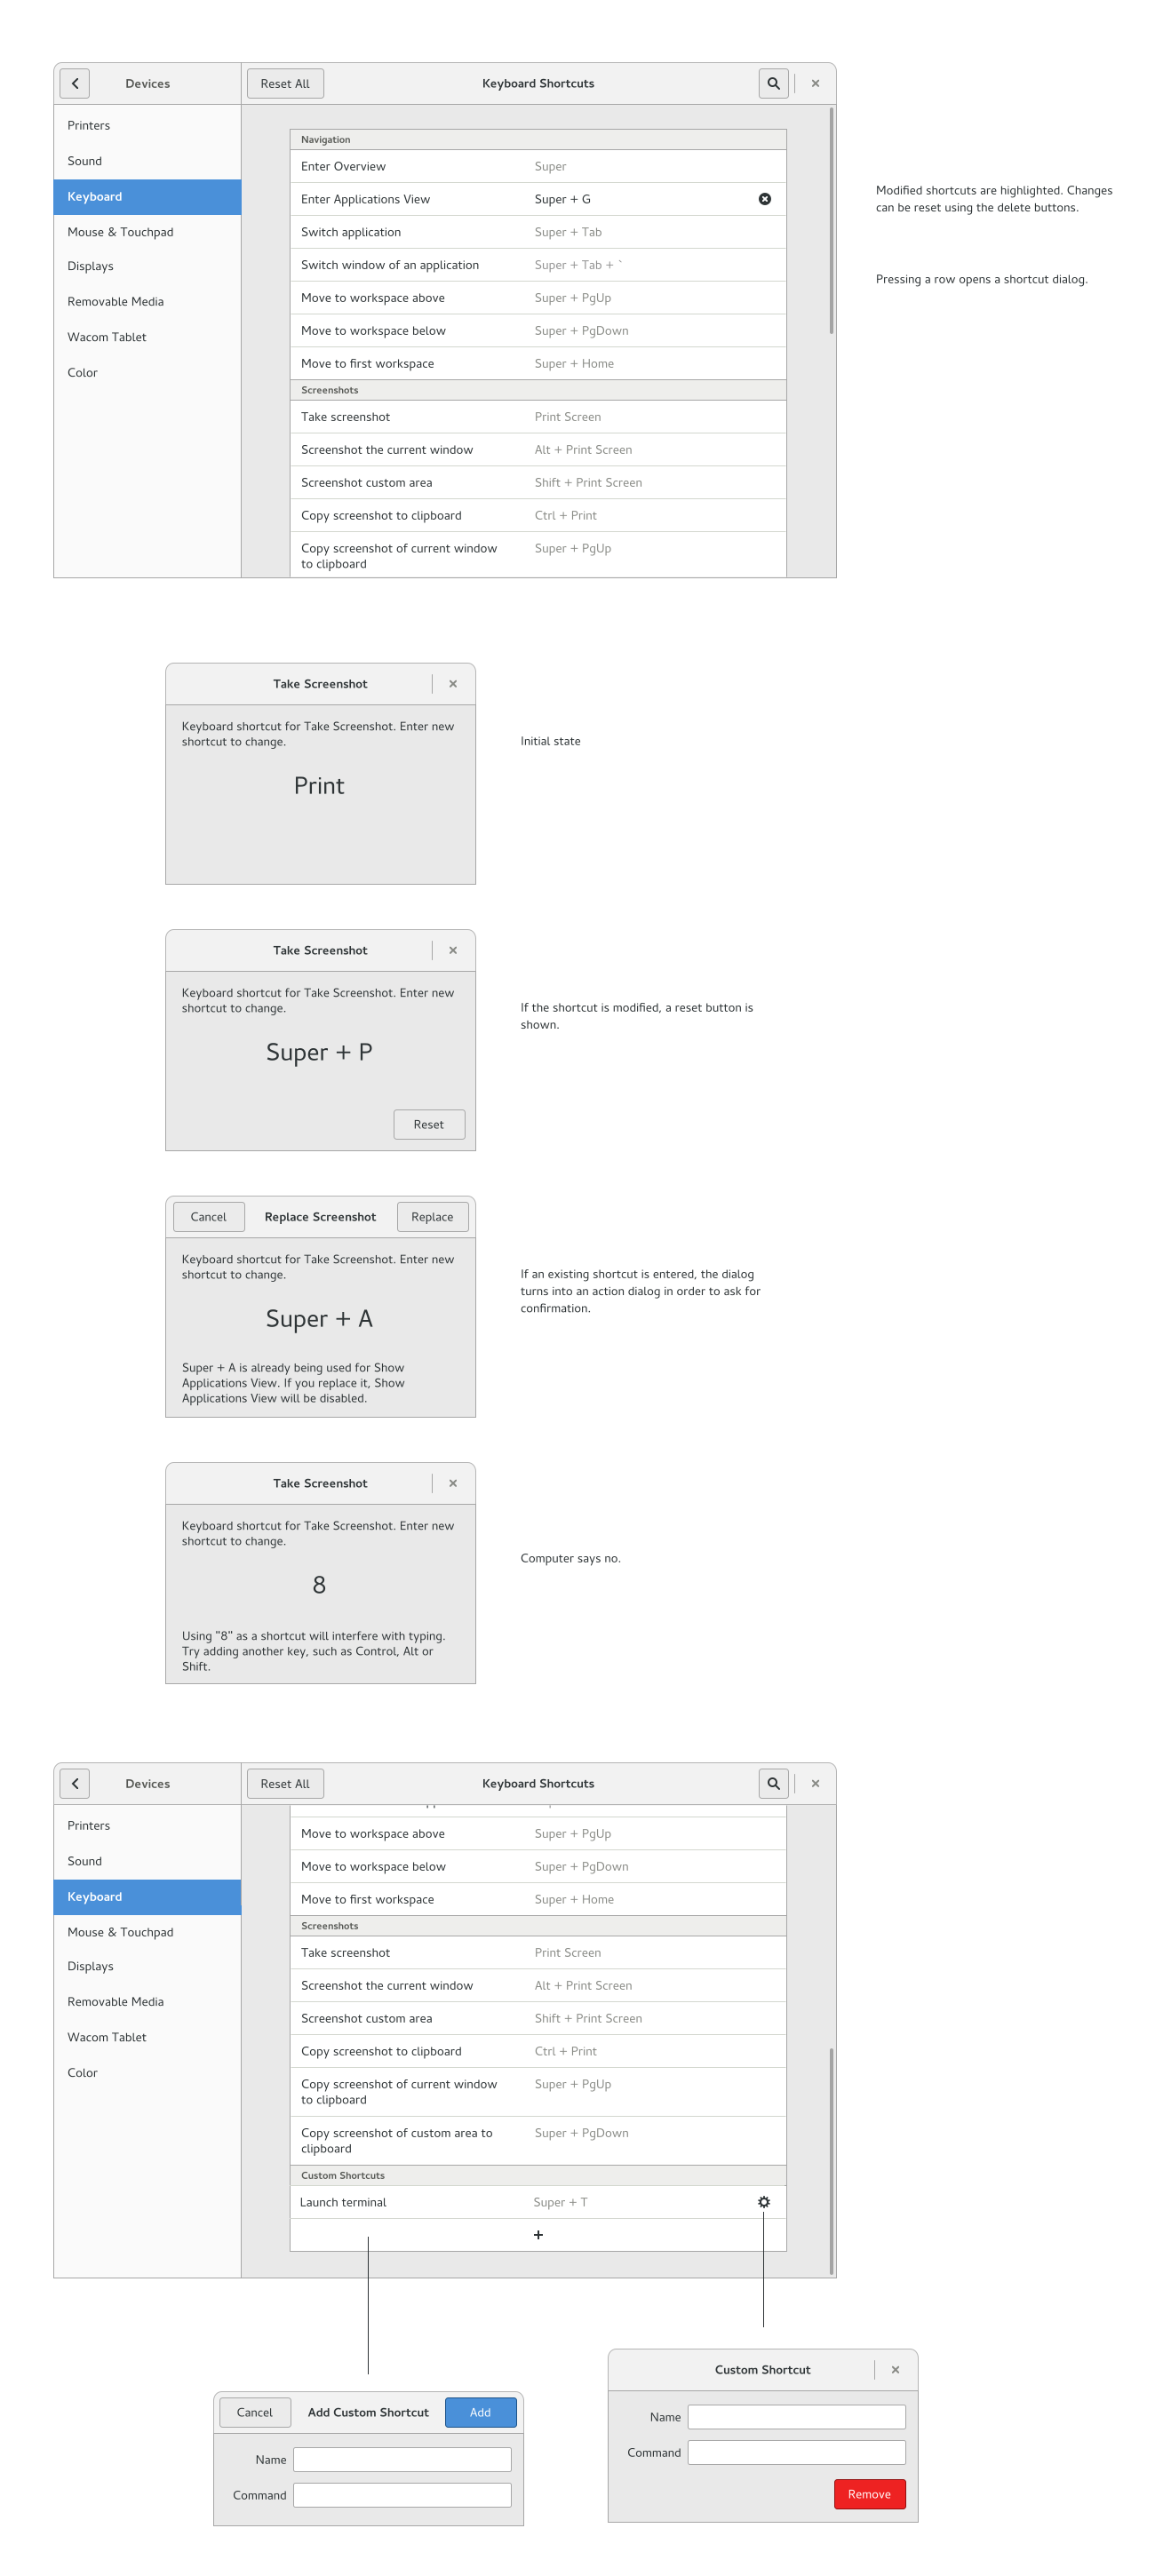 Devices
Reset All
Keyboard Shortcuts
Printers
Sound
Keyboard
Mouse & Touchpad
Displays
Removable Media
Wacom Tablet
Color
Navigation
Enter Overview Super
Enter Applications View Super + G
Switch application Super + Tab
Switch window of an application Super + Tab + `
Move to workspace above Super + PgUp
Move to workspace below Super + PgDown
Move to first workspace Super + Home
Screenshots
Take screenshot Print Screen
Screenshot the current window Alt + Print Screen
Screenshot custom area Shift + Print Screen
Copy screenshot to clipboard Ctrl + Print
Copy screenshot of current window Super + PgUp
to clipboard
Modified shortcuts are highlighted. Changes
can be reset using the delete buttons.
Pressing a row opens a shortcut dialog.
Take Screenshot
Keyboard shortcut for Take Screenshot. Enter new
shortcut to change.
Print
Initial state
Take Screenshot
Keyboard shortcut for Take Screenshot. Enter new
shortcut to change.
Super + P
Reset
If the shortcut is modified, a reset button is
shown.
Cancel Replace Screenshot Replace
Keyboard shortcut for Take Screenshot. Enter new
shortcut to change.
Super + A
Super + A is already being used for Show
Applications View. If you replace it, Show
Applications View will be disabled.
If an existing shortcut is entered, the dialog
turns into an action dialog in order to ask for
confirmation.
Take Screenshot
Keyboard shortcut for Take Screenshot. Enter new
shortcut to change.
8
Using "8" as a shortcut will interfere with typing.
Try adding another key, such as Control, Alt or
Shift.
Computer says no.
Devices
Reset All
Keyboard Shortcuts
Printers
Sound
Keyboard
Mouse & Touchpad
Displays
Removable Media
Wacom Tablet
Color
Move to workspace above Super + PgUp
Move to workspace below Super + PgDown
Move to first workspace Super + Home
Screenshots
Take screenshot Print Screen
Screenshot the current window Alt + Print Screen
Screenshot custom area Shift + Print Screen
Copy screenshot to clipboard Ctrl + Print
Copy screenshot of current window Super + PgUp
to clipboard
Copy screenshot of custom area to Super + PgDown
clipboard
Custom Shortcuts
Launch terminal Super + T
+
Cancel Add Custom Shortcut Add
Name
Command
Custom Shortcut
Name
Command
Remove